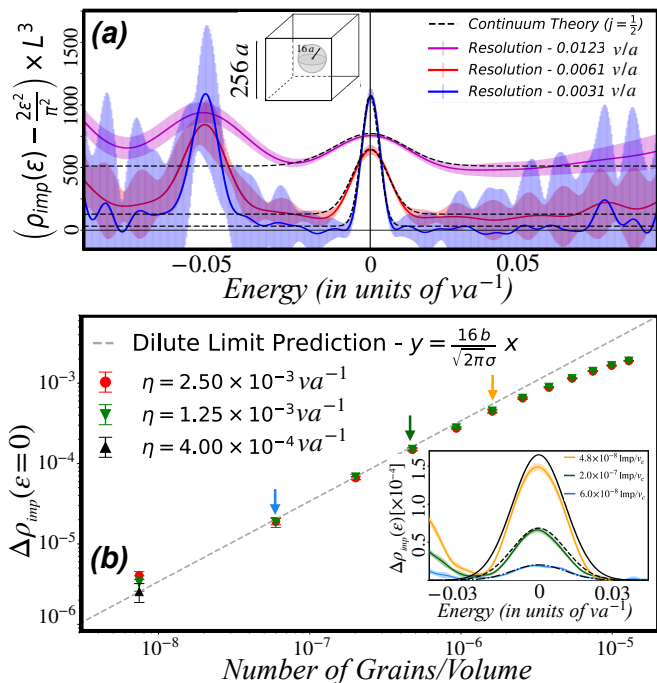 (a)
256 a
16 a
Continuum Theory (j = 1/2)
Resolution - 0.0123 v/a
Resolution - 0.0061 v/a
Resolution - 0.0031 v/a
(ρimp(ε) − 2ε²/π²) × L³
1500
1000
500
0
−0.05
0
0.05
Energy (in units of va⁻¹)
Dilute Limit Prediction - y = 16 b/√2πσ x
η = 2.50 × 10⁻³ va⁻¹
η = 1.25 × 10⁻³ va⁻¹
η = 4.00 × 10⁻⁴ va⁻¹
Δρimp(ε=0)
10⁻³
10⁻⁴
10⁻⁵
10⁻⁶
(b)
4.8×10⁻⁸ Imp/vc
2.0×10⁻⁷ Imp/vc
6.0×10⁻⁸ Imp/vc
Δρimp(ε)[×10⁻⁴]
1.5
1.0
0.5
−0.03
0
0.03
Energy (in units of va⁻¹)
10⁻⁸
10⁻⁷
10⁻⁶
10⁻⁵
Number of Grains/Volume